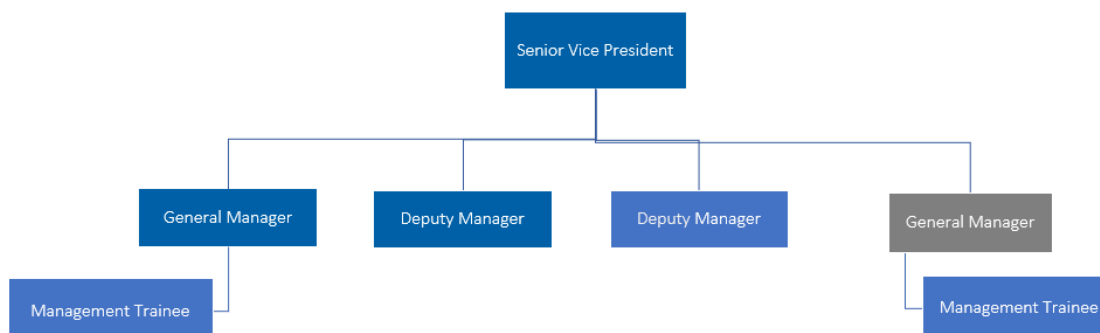 Senior Vice President
General Manager
Deputy Manager
Deputy Manager
General Manager
Management Trainee
Management Trainee